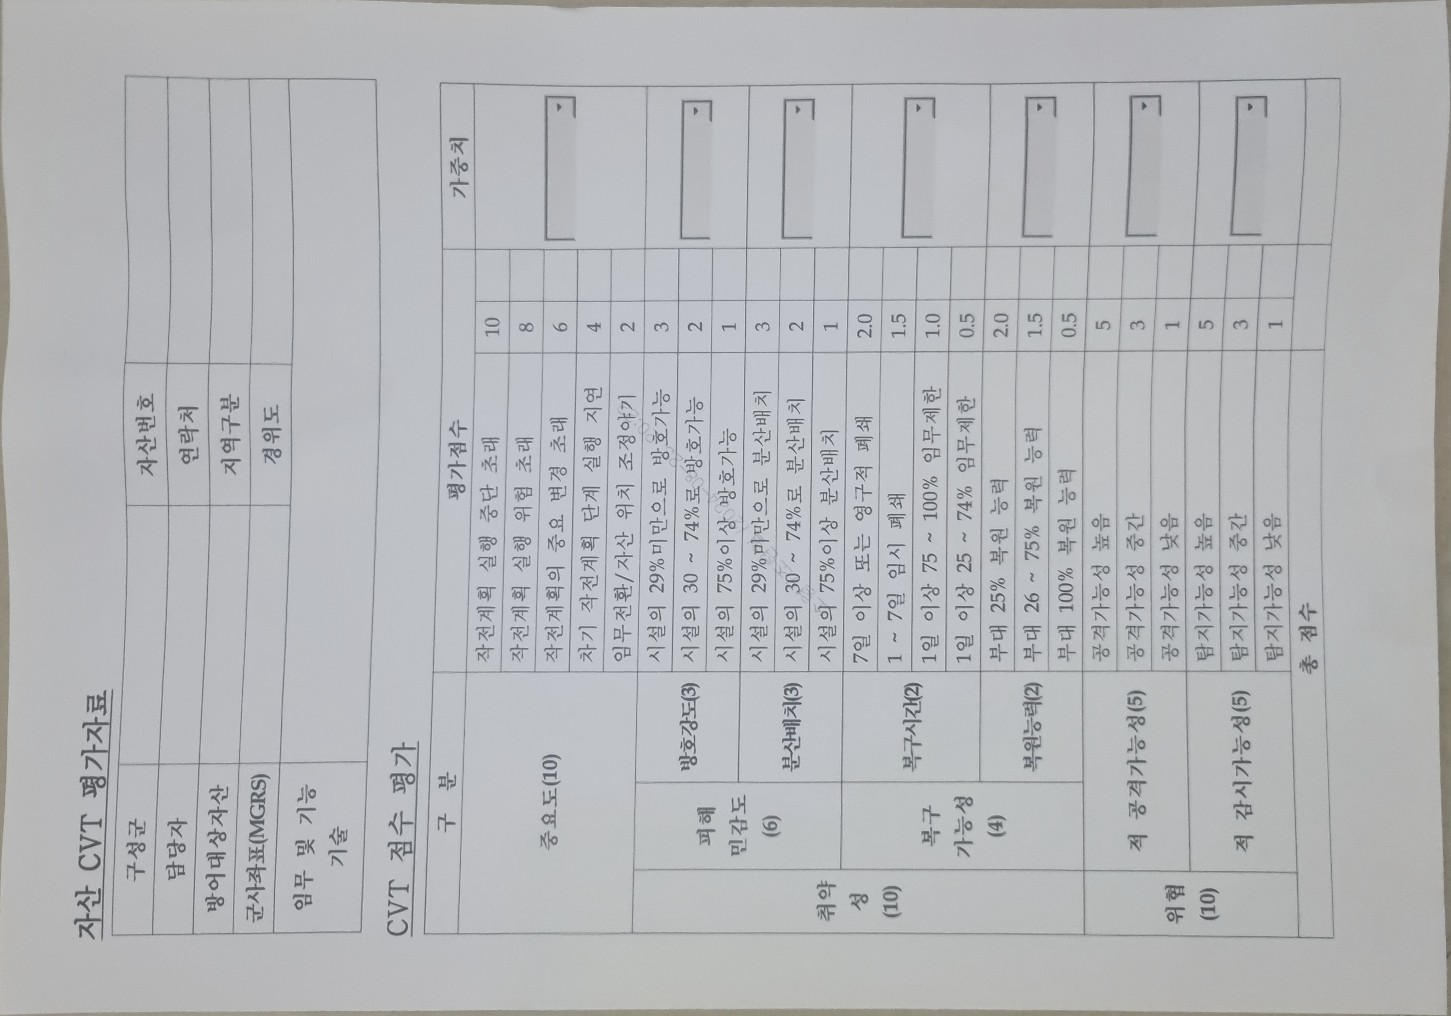 자산 CVT 평가자료
구성군 자산번호
담당자 연락처
방어대상자산 지역구분
군사좌표(MGRS) 경위도
임무 및 기능
기술
CVT 점수 평가
구 분 평가점수 가중치
중요도(10)
작전계획 실행 중단 초래 10
작전계획 실행 위험 초래 8
작전계획의 중요 변경 초래 6
차기 작전계획 단계 실행 지연 4
임무전환/자산 위치 조정야기 2
취약
성
(10)
피해
민감도
(6)
방호강도(3)
시설의 29%미만으로 방호가능 3
시설의 30 ~ 74%로 방호가능 2
시설의 75%이상 방호가능 1
분산배치(3)
시설의 29%미만으로 분산배치 3
시설의 30 ~ 74%로 분산배치 2
시설의 75%이상 분산배치 1
복구
가능성
(4)
복구시간(2)
7일 이상 또는 영구적 폐쇄 2.0
1 ~ 7일 임시 폐쇄 1.5
1일 이상 75 ~ 100% 임무제한 1.0
1일 이상 25 ~ 74% 임무제한 0.5
복원능력(2)
부대 25% 복원 능력 2.0
부대 26 ~ 75% 복원 능력 1.5
부대 100% 복원 능력 0.5
위협
(10)
적 공격가능성(5)
공격가능성 높음 5
공격가능성 중간 3
공격가능성 낮음 1
적 감시가능성(5)
탐지가능성 높음 5
탐지가능성 중간 3
탐지가능성 낮음 1
총 점수